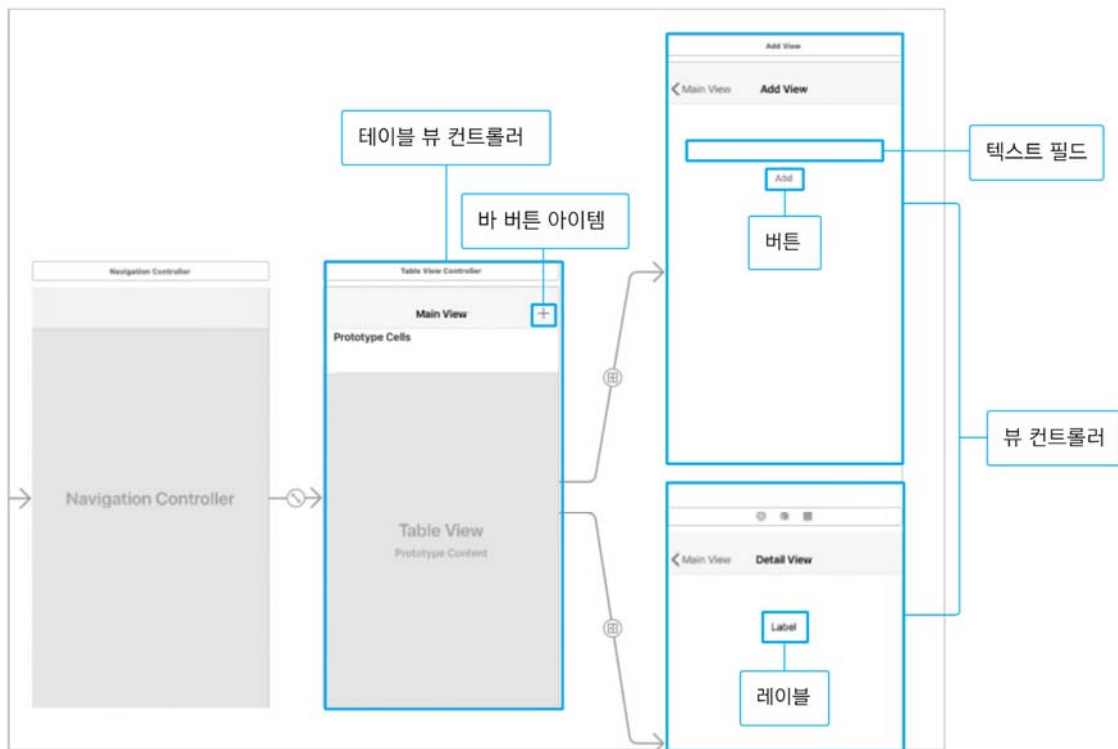 Add View
Main View
Add View
테이블 뷰 컨트롤러
텍스트 필드
Add
바 버튼 아이템
버튼
Navigation Controller
Table View Controller
Main View
+
Prototype Cells
뷰 컨트롤러
Navigation Controller
Table View
Prototype Content
Main View
Detail View
Label
레이블